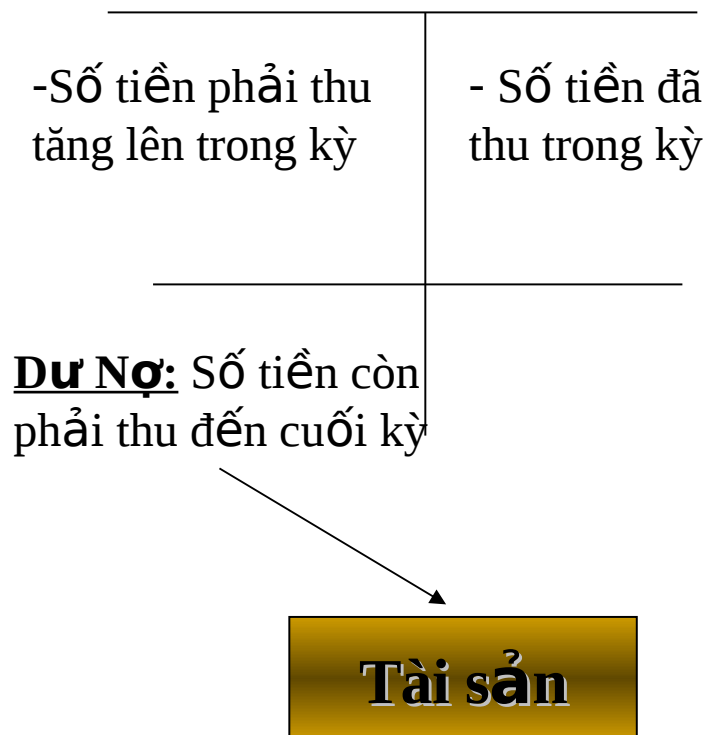 -Số tiền phải thu
tăng lên trong kỳ
- Số tiền đã
thu trong kỳ
Dư Nợ: Số tiền còn
phải thu đến cuối kỳ
Tài sản